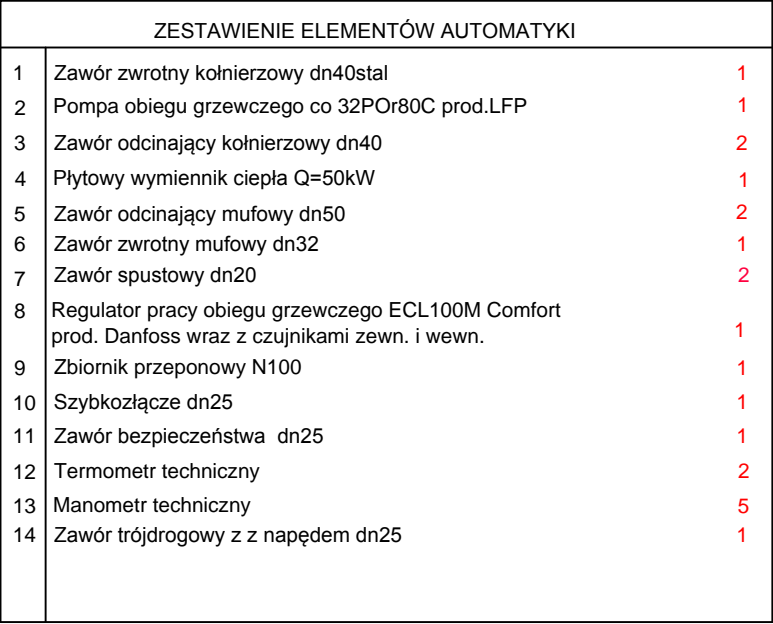 ZESTAWIENIE ELEMENTÓW AUTOMATYKI
1 Zawór zwrotny kołnierzowy dn40stal 1
2 Pompa obiegu grzewczego co 32POr80C prod.LFP 1
3 Zawór odcinający kołnierzowy dn40 2
4 Płytowy wymiennik ciepła Q=50kW 1
5 Zawór odcinający mufowy dn50 2
6 Zawór zwrotny mufowy dn32 1
7 Zawór spustowy dn20 2
8 Regulator pracy obiegu grzewczego ECL100M Comfort
prod. Danfoss wraz z czujnikami zewn. i wewn. 1
9 Zbiornik przeponowy N100 1
10 Szybkozłącze dn25 1
11 Zawór bezpieczeństwa dn25 1
12 Termometr techniczny 2
13 Manometr techniczny 5
14 Zawór trójdrogowy z z napędem dn25 1